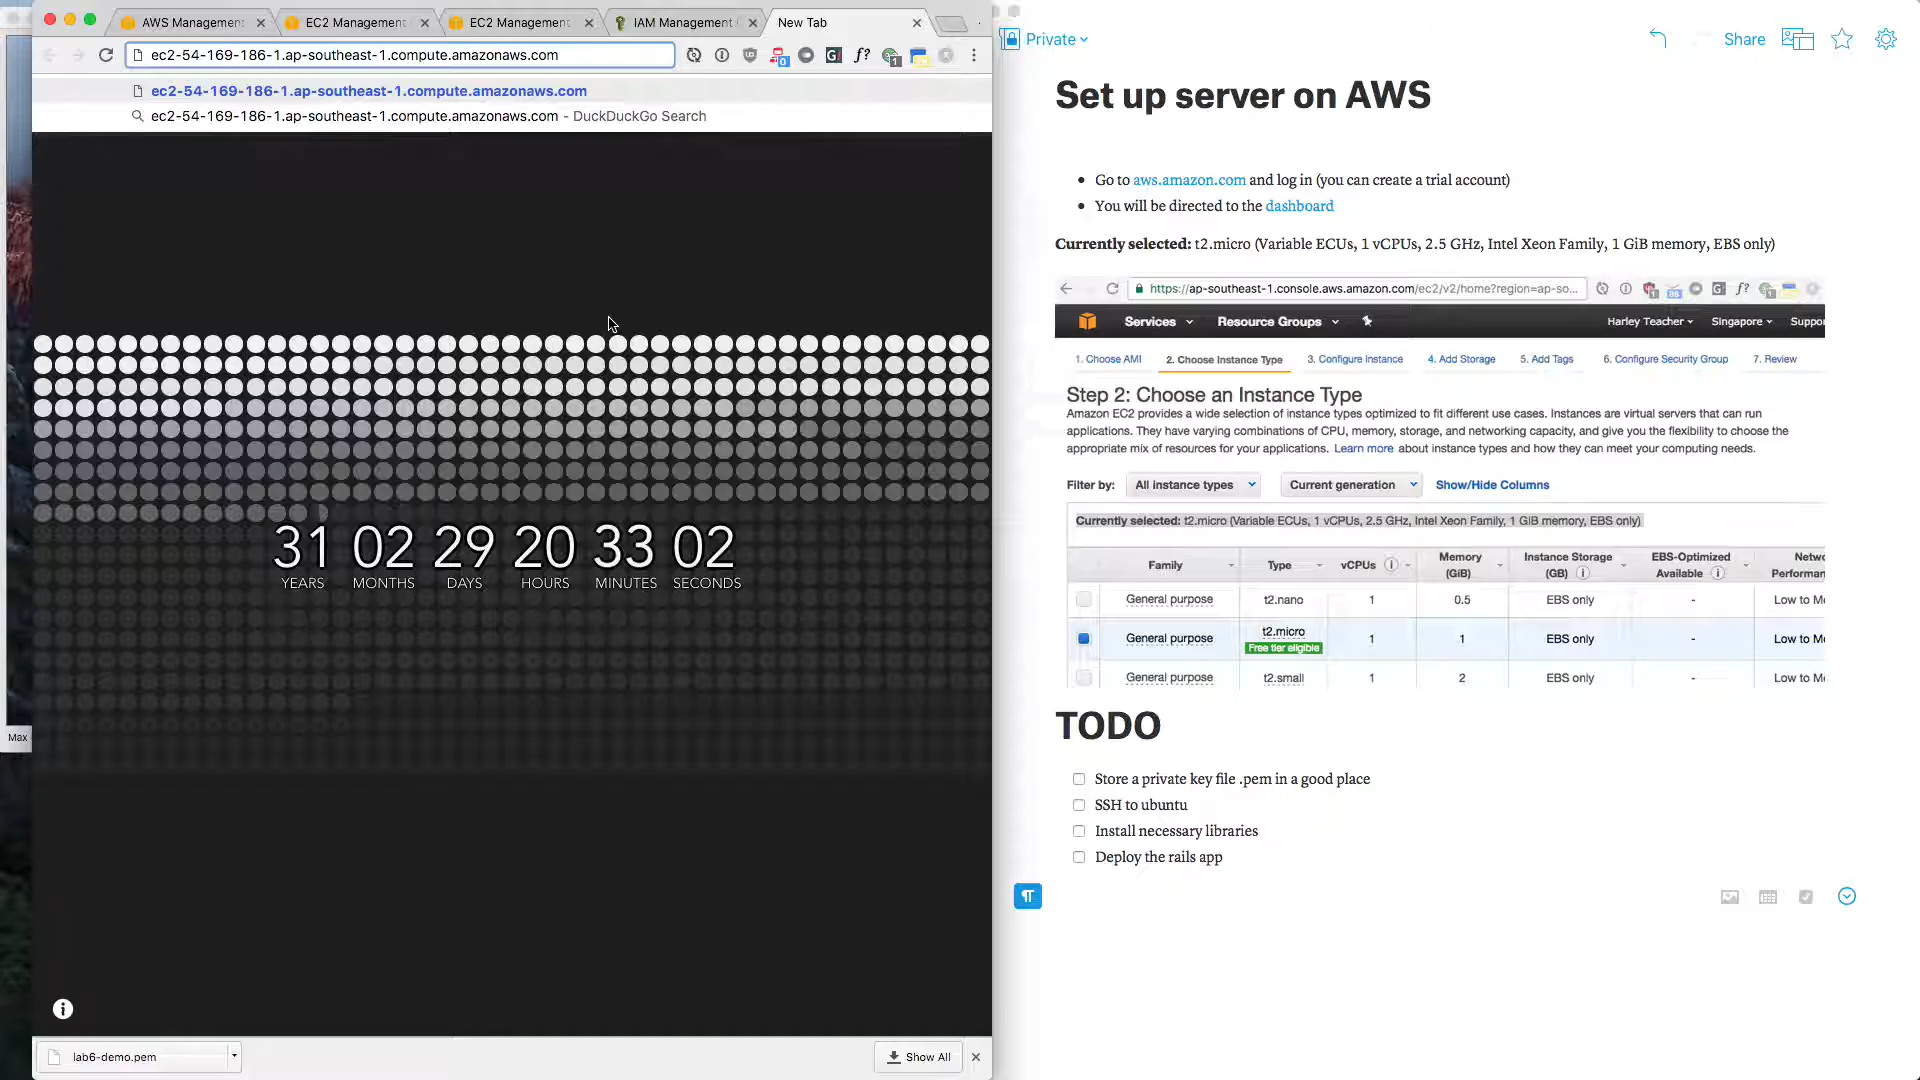 AWS Management
EC2 Management
EC2 Management
IAM Management
New Tab
ec2-54-169-186-1.ap-southeast-1.compute.amazonaws.com
ec2-54-169-186-1.ap-southeast-1.compute.amazonaws.com
ec2-54-169-186-1.ap-southeast-1.compute.amazonaws.com - DuckDuckGo Search
31 02 29 20 33 02
YEARS MONTHS DAYS HOURS MINUTES SECONDS
Max
lab6-demo.pem
Show All
Private
Share
Set up server on AWS
Go to aws.amazon.com and log in (you can create a trial account)
You will be directed to the dashboard
Currently selected: t2.micro (Variable ECUs, 1 vCPUs, 2.5 GHz, Intel Xeon Family, 1 GiB memory, EBS only)
https://ap-southeast-1.console.aws.amazon.com/ec2/v2/home?region=ap-so...
Services Resource Groups Harley Teacher Singapore Suppo
1. Choose AMI 2. Choose Instance Type 3. Configure Instance 4. Add Storage 5. Add Tags 6. Configure Security Group 7. Review
Step 2: Choose an Instance Type
Amazon EC2 provides a wide selection of instance types optimized to fit different use cases. Instances are virtual servers that can run
applications. They have varying combinations of CPU, memory, storage, and networking capacity, and give you the flexibility to choose the
appropriate mix of resources for your applications. Learn more about instance types and how they can meet your computing needs.
Filter by: All instance types Current generation Show/Hide Columns
Currently selected: t2.micro (Variable ECUs, 1 vCPUs, 2.5 GHz, Intel Xeon Family, 1 GiB memory, EBS only)
Family Type vCPUs Memory (GiB) Instance Storage (GB) EBS-Optimized Available Netwo Performan
General purpose t2.nano 1 0.5 EBS only - Low to Mo
General purpose t2.micro Free tier eligible 1 1 EBS only - Low to Mo
General purpose t2.small 1 2 EBS only - Low to Mo
TODO
Store a private key file .pem in a good place
SSH to ubuntu
Install necessary libraries
Deploy the rails app